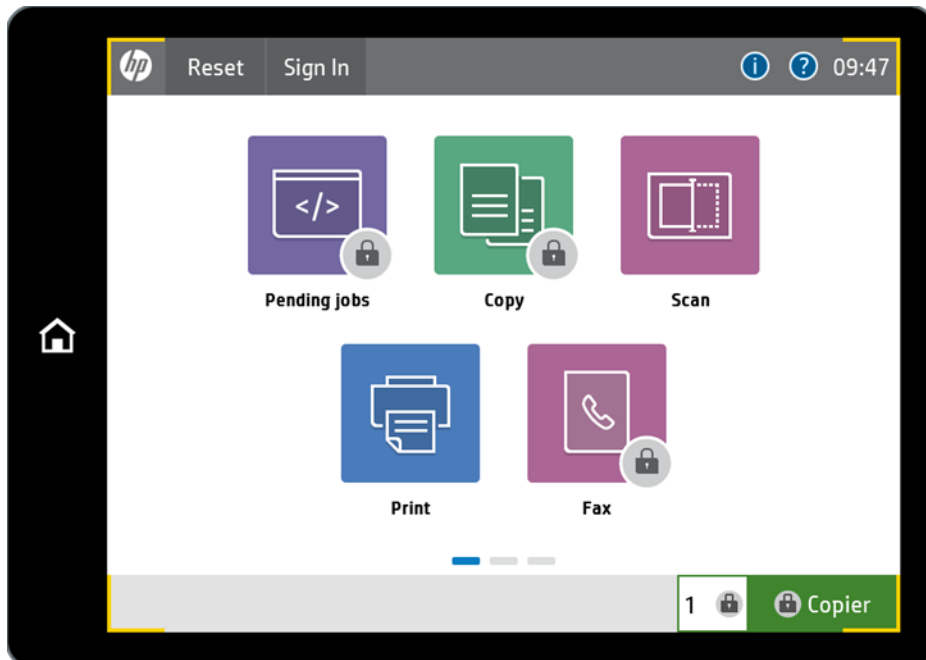 hp Reset Sign In i ? 09:47
</>
Pending jobs Copy Scan
Print Fax
1 Copier